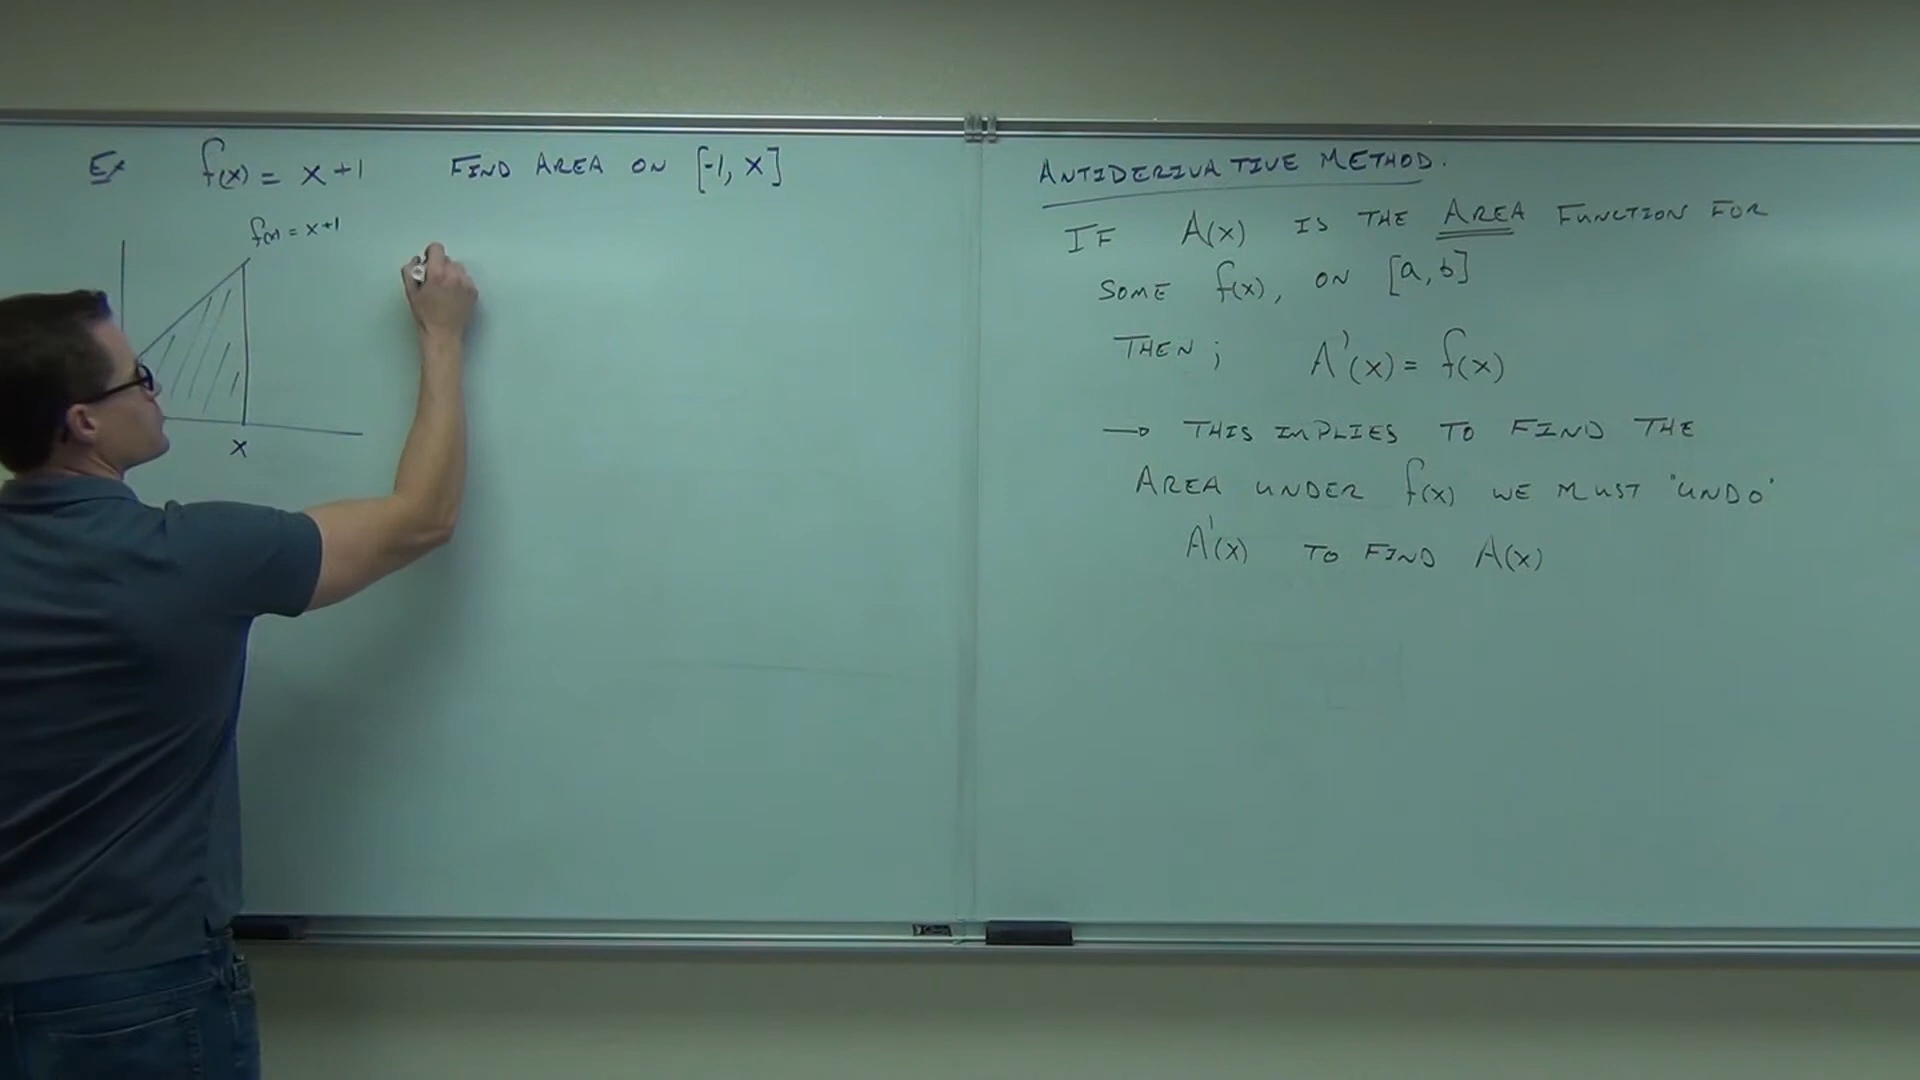 Ex f(x) = x+1 FIND AREA ON [-1, x]
f(x) = x+1
x
ANTIDERIVATIVE METHOD.
IF A(x) IS THE AREA FUNCTION FOR
SOME f(x), ON [a, b]
THEN; A'(x) = f(x)
→ THIS IMPLIES TO FIND THE
AREA UNDER f(x) WE MUST "UNDO"
A'(x) TO FIND A(x)